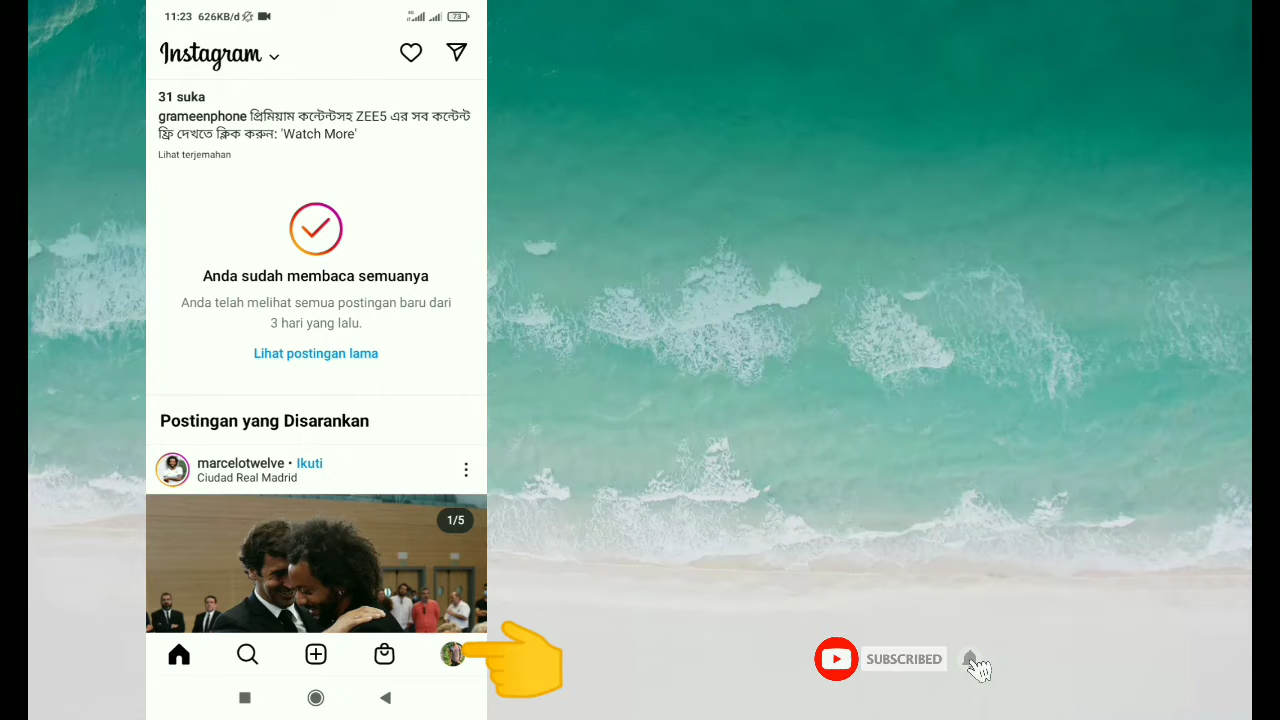 11:23 626KB/d
4G
73
Instagram
31 suka
grameenphone প্রিমিয়াম কন্টেন্টসহ ZEE5 এর সব কন্টেন্ট
ফ্রি দেখতে ক্লিক করুন: 'Watch More'
Lihat terjemahan
Anda sudah membaca semuanya
Anda telah melihat semua postingan baru dari
3 hari yang lalu.
Lihat postingan lama
Postingan yang Disarankan
marcelotwelve • Ikuti
Ciudad Real Madrid
1/5
SUBSCRIBED